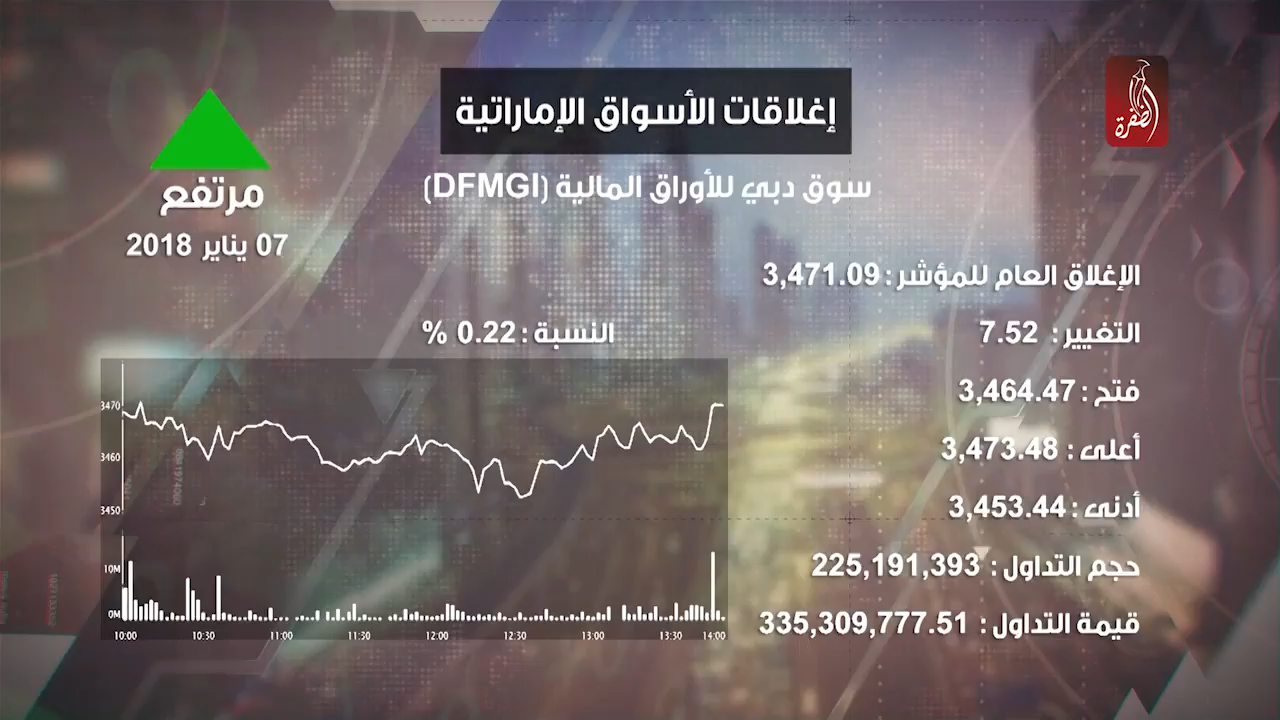 إغلاقات الأسواق الإماراتية
الظفرة
سوق دبي للأوراق المالية (DFMGI)
مرتفع
07 يناير 2018
الإغلاق العام للمؤشر : 3,471.09
التغيير : 7.52
النسبة : 0.22 %
فتح : 3,464.47
أعلى : 3,473.48
أدنى : 3,453.44
حجم التداول : 225,191,393
قيمة التداول : 335,309,777.51
3470
3460
3450
10M
0M
10:00 10:30 11:00 11:30 12:00 12:30 13:00 13:30 14:00